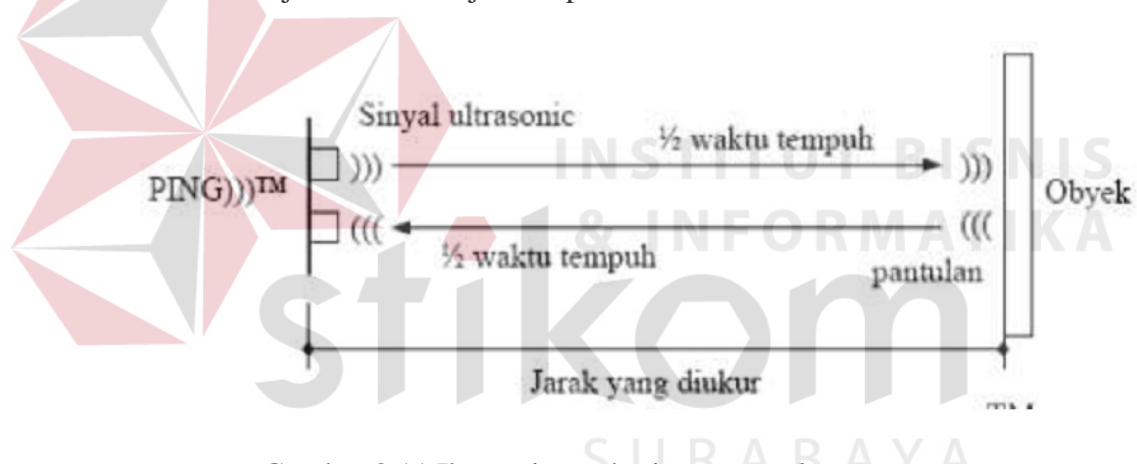 Sinyal ultrasonic
½ waktu tempuh
PING)))™
)))
)))
Obyek
(((
(((
½ waktu tempuh
pantulan
Jarak yang diukur
INSTITUT BISNIS
& INFORMATIKA
stikom
SURABAYA